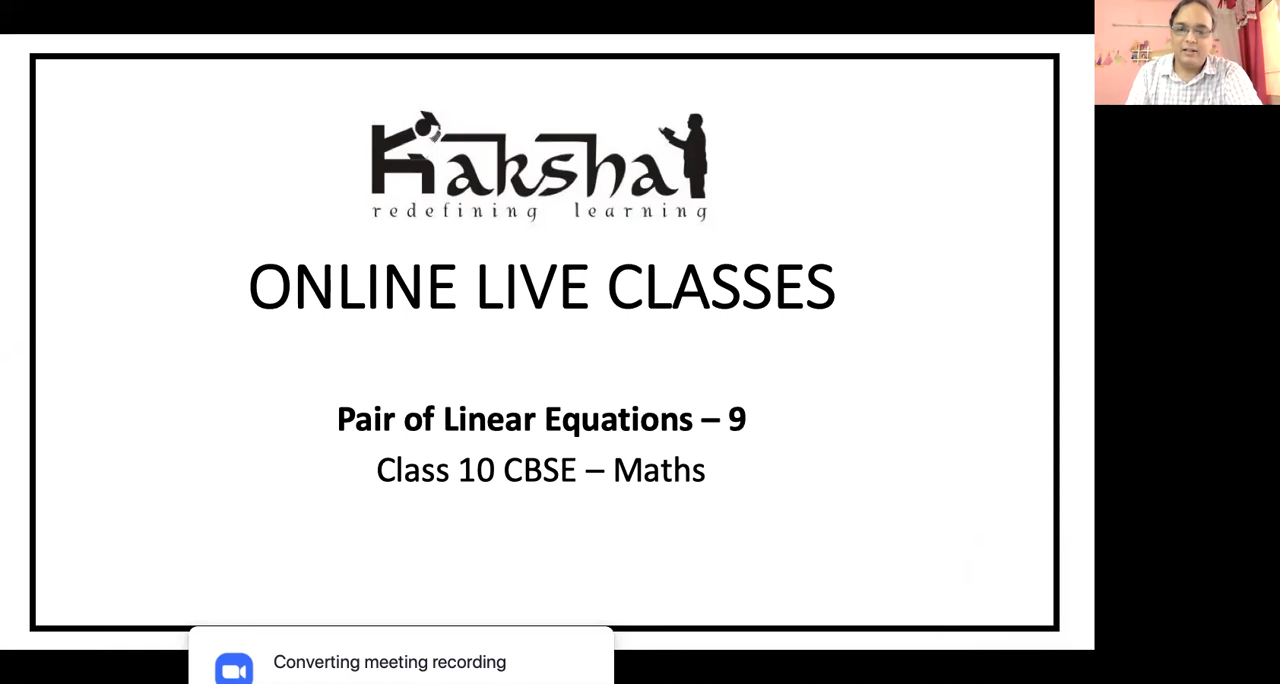 Kaksha
redefining learning
ONLINE LIVE CLASSES
Pair of Linear Equations – 9
Class 10 CBSE – Maths
Converting meeting recording